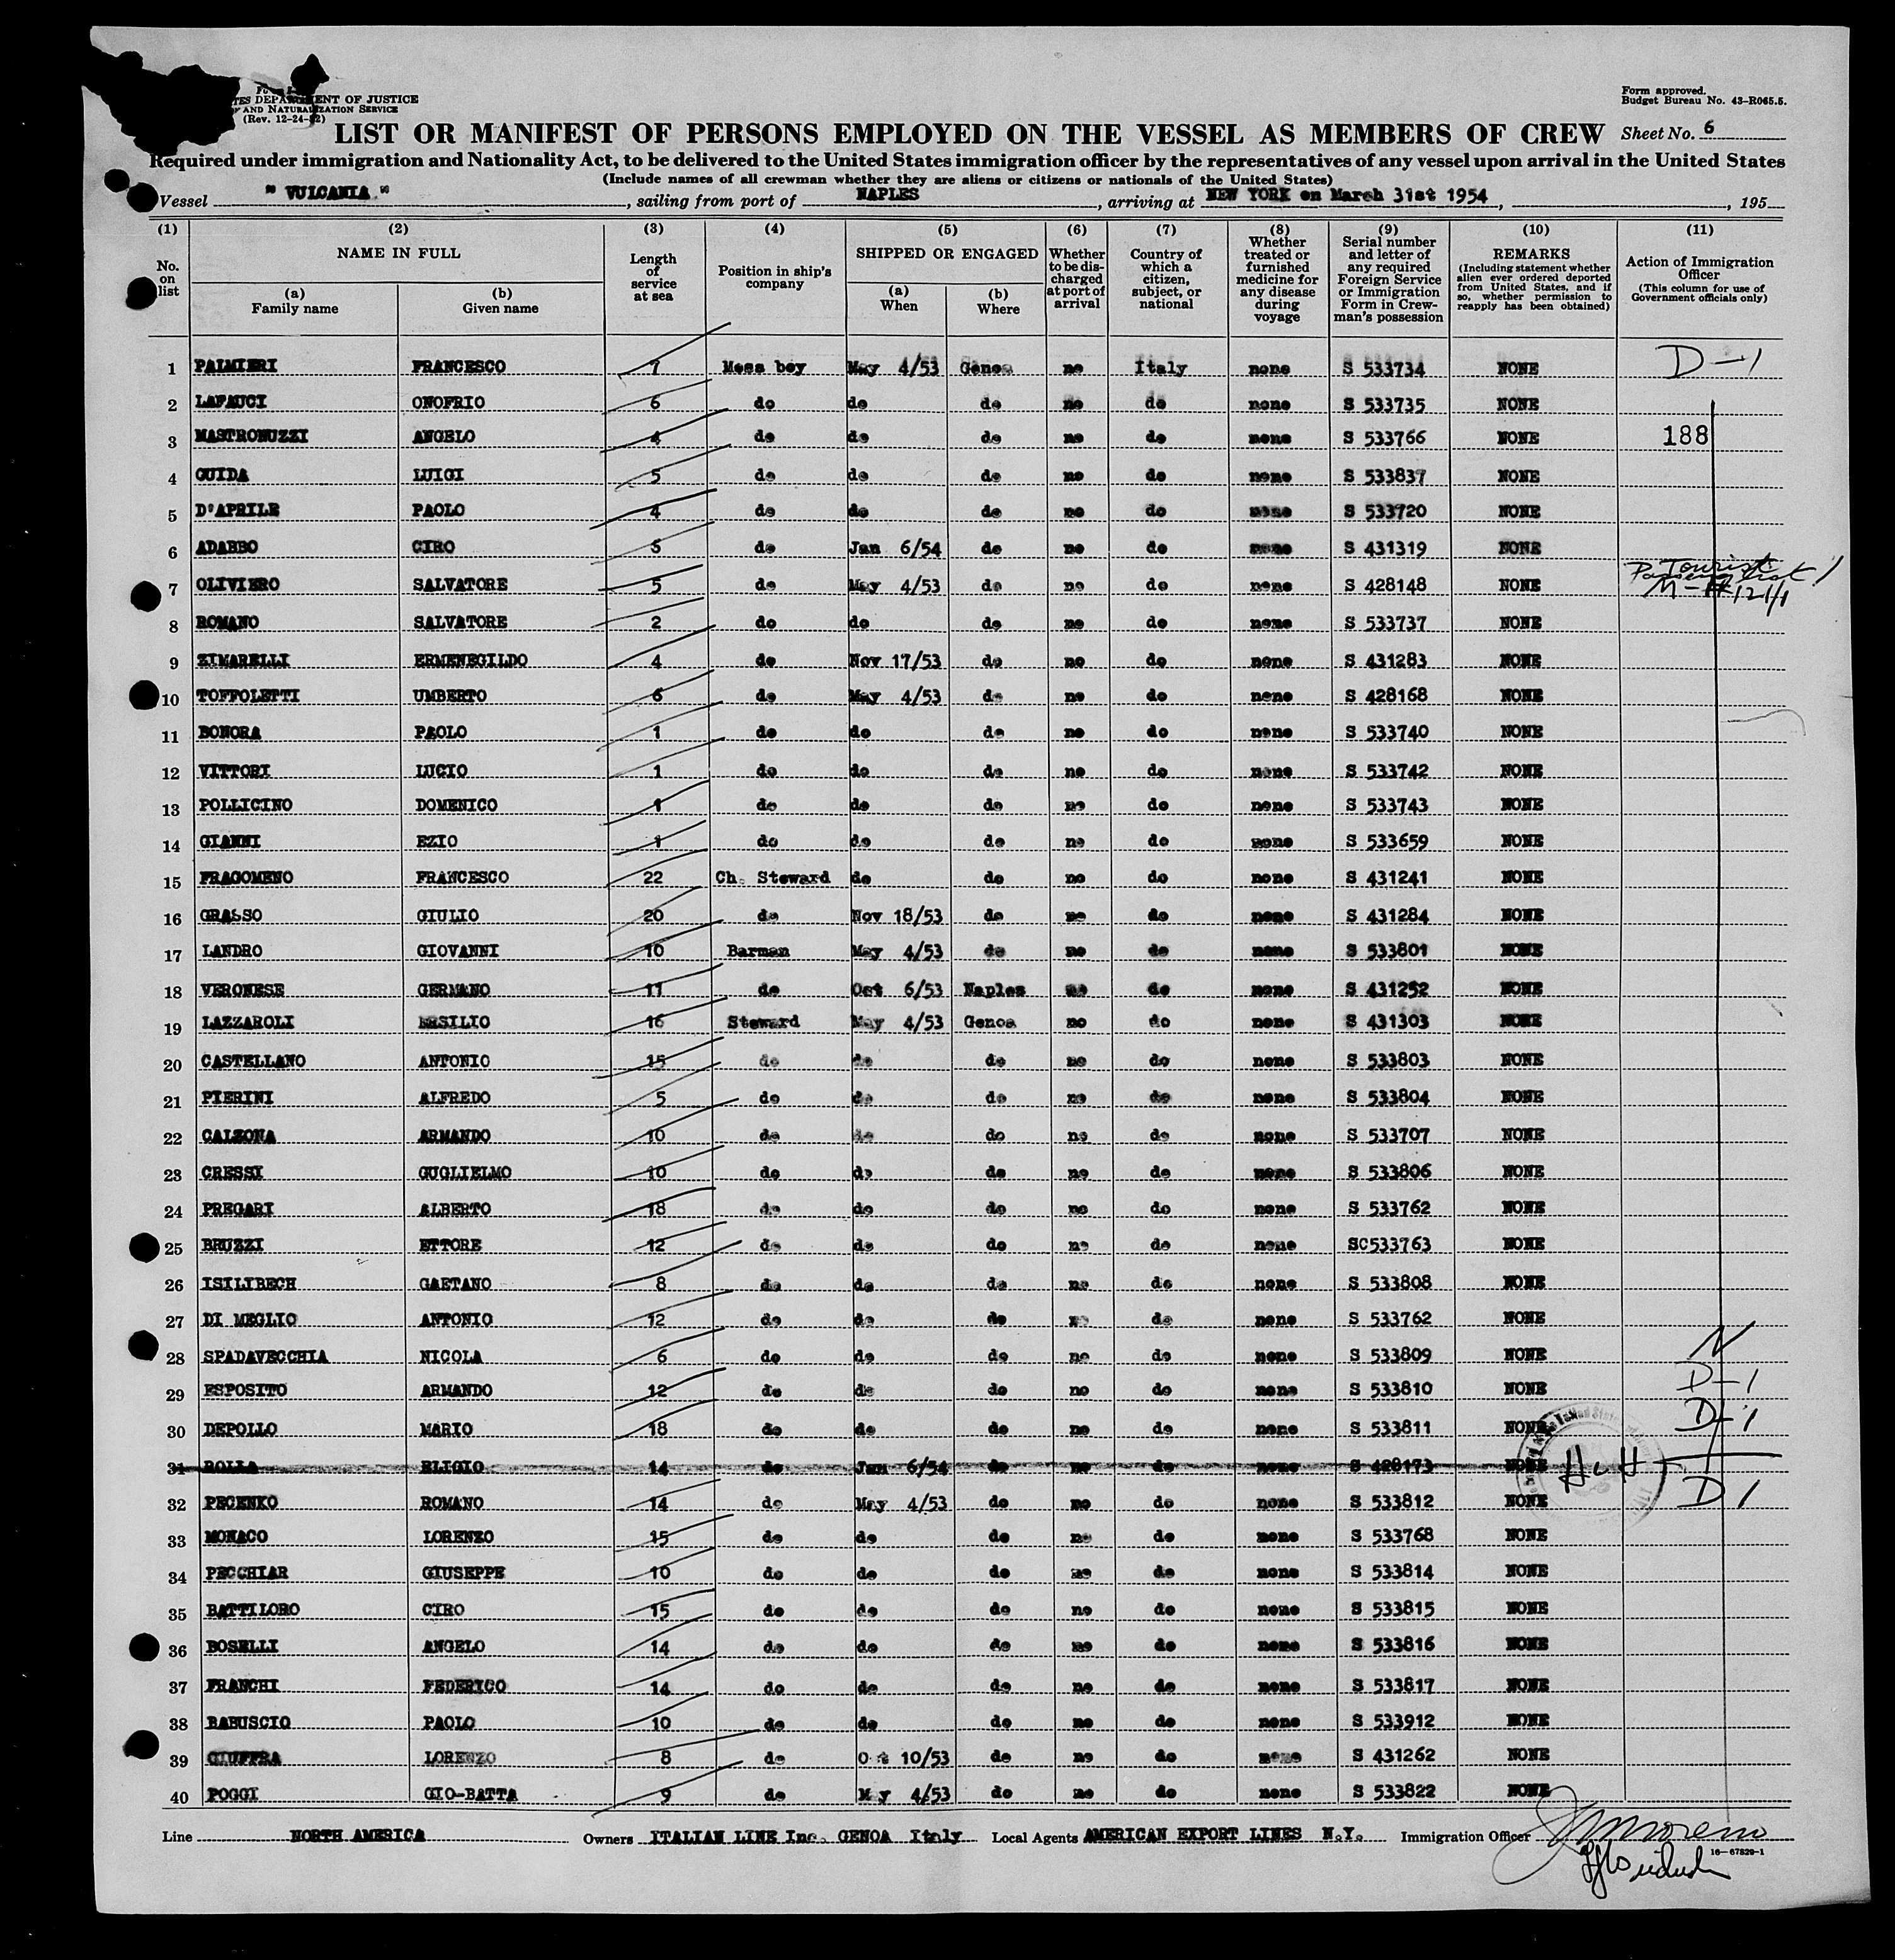 TES DEPARTMENT OF JUSTICE
AND NATURALIZATION SERVICE
(Rev. 12-24-52)
Form approved.
Budget Bureau No. 43-R065.5.
LIST OR MANIFEST OF PERSONS EMPLOYED ON THE VESSEL AS MEMBERS OF CREW Sheet No. 6
Required under immigration and Nationality Act, to be delivered to the United States immigration officer by the representatives of any vessel upon arrival in the United States
(Include names of all crewman whether they are aliens or citizens or nationals of the United States)
Vessel " VULCANIA " , sailing from port of NAPLES , arriving at NEW YORK on March 31st 1954 , , 195
(1) (2) (3) (4) (5) (6) (7) (8) (9) (10) (11)
No. on list NAME IN FULL (a) Family name (b) Given name Length of service at sea Position in ship's company SHIPPED OR ENGAGED (a) When (b) Where Whether to be discharged at port of arrival Country of which a citizen, subject, or national Whether treated or furnished medicine for any disease during voyage Serial number and letter of any required Foreign Service or Immigration Form in Crewman's possession REMARKS (Including statement whether alien ever ordered deported from United States, and if so, whether permission to reapply has been obtained) Action of Immigration Officer (This column for use of Government officials only)
1 PALMIERI FRANCESCO 7 Mess boy May 4/53 Genoa no Italy none S 533734 NONE D-1
2 LAFAUCI ONOFRIO 6 do do do no do none S 533735 NONE
3 MASTRONUZZI ANGELO 4 do do do no do none S 533766 NONE 188
4 GUIDA LUIGI 5 do do do no do none S 533837 NONE
5 D'APRILE PAOLO 4 do do do no do none S 533720 NONE
6 ADABBO CIRO 5 do Jan 6/54 do no do none S 431319 NONE
7 OLIVIERO SALVATORE 5 do May 4/53 do no do none S 428148 NONE Tourist
8 ROMANO SALVATORE 2 do do do no do none S 533737 NONE
9 ZIMARELLI ERMENEGILDO 4 do Nov 17/53 do no do none S 431283 NONE
10 TOFFOLETTI UMBERTO 6 do May 4/53 do no do none S 428168 NONE
11 BONORA PAOLO 1 do do do no do none S 533740 NONE
12 VITTORI LUCIO 1 do do do no do none S 533742 NONE
13 POLLICINO DOMENICO 1 do do do no do none S 533743 NONE
14 GIANNI EZIO 1 do do do no do none S 533659 NONE
15 FRAGOMENO FRANCESCO 22 Ch. Steward do do no do none S 431241 NONE
16 GRASSO GIULIO 20 do Nov 18/53 do no do none S 431284 NONE
17 LANDRO GIOVANNI 10 Barman May 4/53 do no do none S 533801 NONE
18 VERONESE GERMANO 11 do Oct 6/53 Naples no do none S 431252 NONE
19 LAZZAROLI BASILIO 16 Steward May 4/53 Genoa no do none S 431303 NONE
20 CASTELLANO ANTONIO 15 do do do no do none S 533803 NONE
21 PIERINI ALFREDO 5 do do do no do none S 533804 NONE
22 CALZONA ARMANDO 10 do do do no do none S 533707 NONE
23 CRESSI GUGLIELMO 10 do do do no do none S 533806 NONE
24 PREGARI ALBERTO 18 do do do no do none S 533762 NONE
25 BRUZZI ETTORE 12 do do do no do none SC533763 NONE
26 ISILIBECH GAETANO 8 do do do no do none S 533808 NONE
27 DI MEGLIO ANTONIO 12 do do do no do none S 533762 NONE
28 SPADAVECCHIA NICOLA 6 do do do no do none S 533809 NONE N
29 ESPOSITO ARMANDO 12 do do do no do none S 533810 NONE D-1
30 DEPOLLO MARIO 18 do do do no do none S 533811 NONE D-1
31 ROLLA ELIGIO 14 do Jan 6/54 do no do none S 428173 NONE
32 PECENKO ROMANO 14 do May 4/53 do no do none S 533812 NONE D 1
33 MONACO LORENZO 15 do do do no do none S 533768 NONE
34 PECCHIAR GIUSEPPE 10 do do do no do none S 533814 NONE
35 BATTILORO CIRO 15 do do do no do none S 533815 NONE
36 BOSELLI ANGELO 14 do do do no do none S 533816 NONE
37 FRANCHI FEDERICO 14 do do do no do none S 533817 NONE
38 BABUSCIO PAOLO 10 do do do no do none S 533912 NONE
39 GIUFFRA LORENZO 8 do Oct 10/53 do no do none S 431262 NONE
40 POGGI GIO-BATTA 9 do May 4/53 do no do none S 533822 NONE
Line NORTH AMERICA Owners ITALIAN LINE Inc. GENOA Italy Local Agents AMERICAN EXPORT LINES N.Y. Immigration Officer
16-67829-1